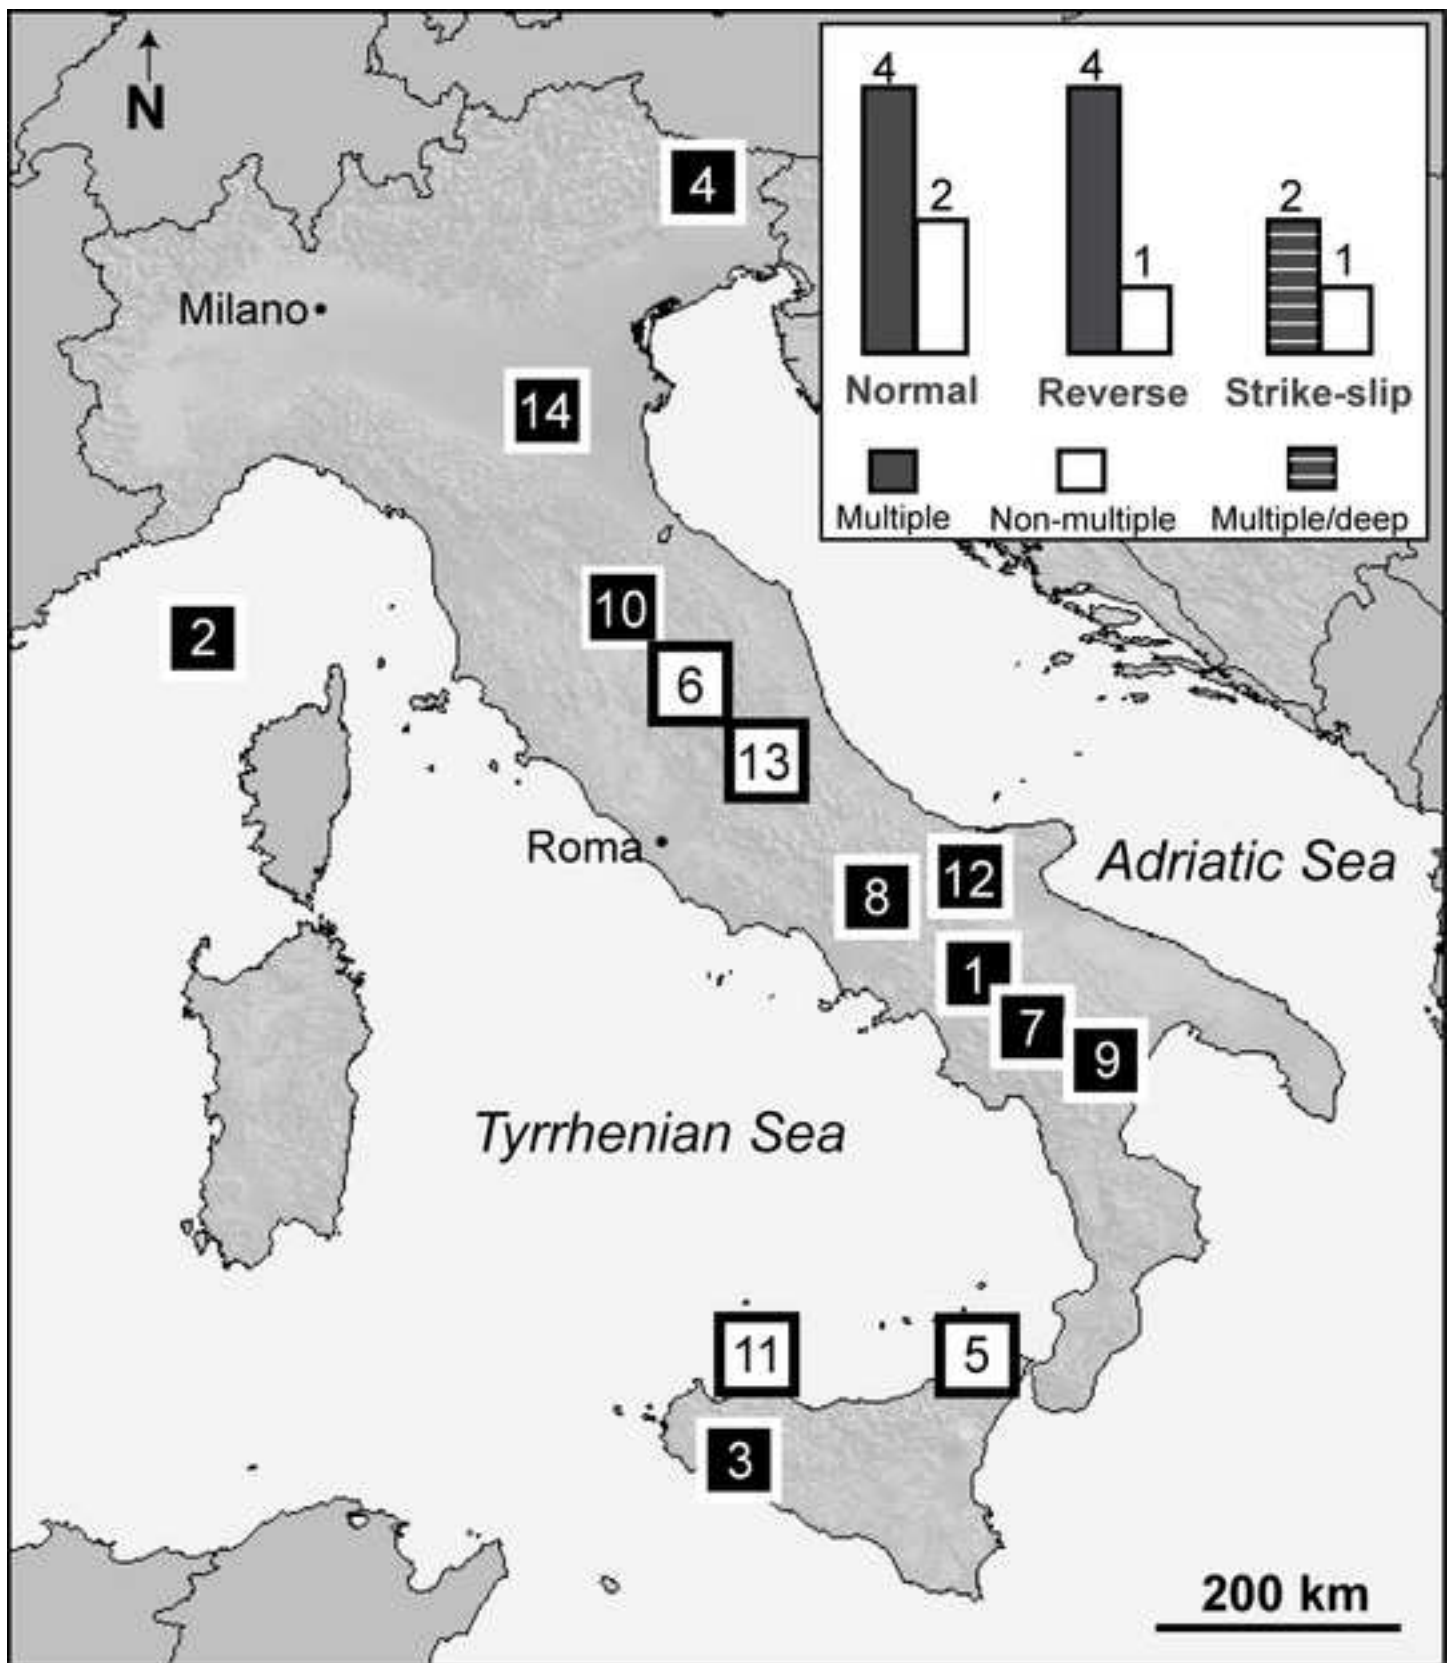 N
4 4
2 2
1 1
Normal Reverse Strike-slip
Multiple Non-multiple Multiple/deep
4
Milano
14
10
2
6
13
Roma
Adriatic Sea
12
8
1
7
9
Tyrrhenian Sea
11 5
3
200 km